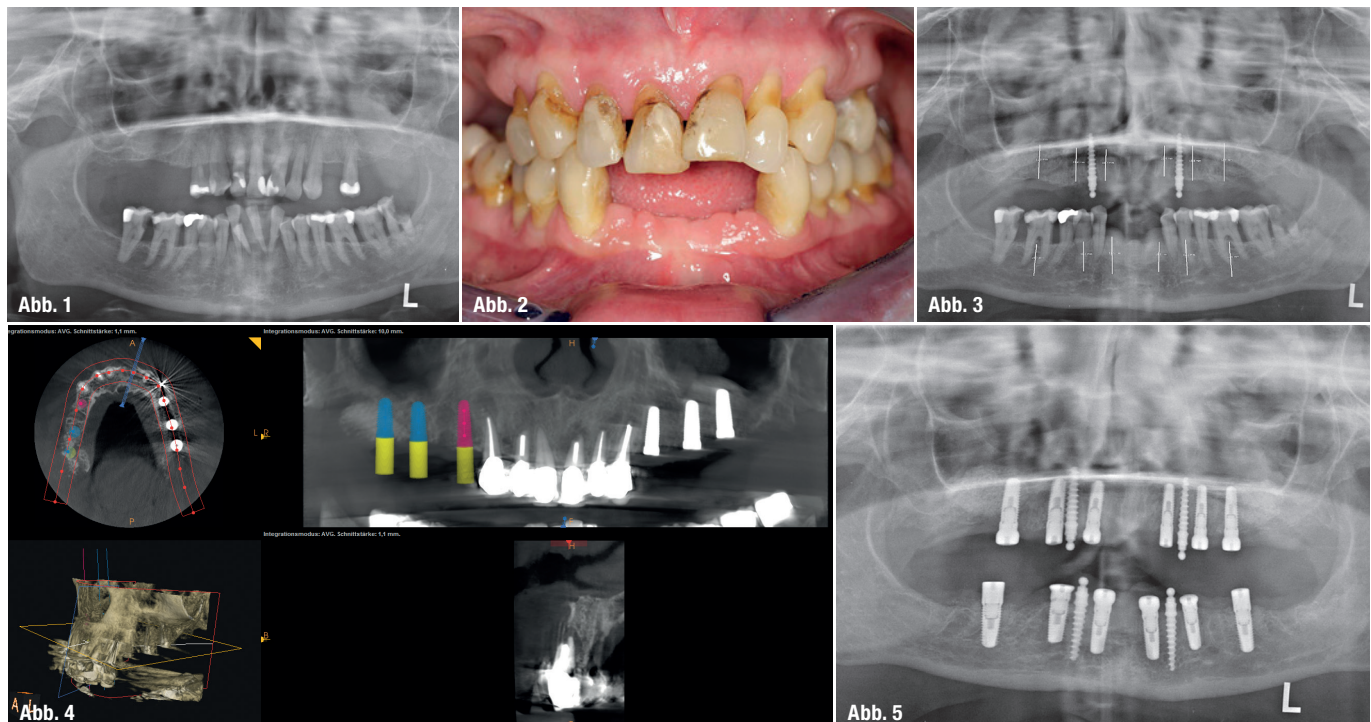 Abb. 1
L
Abb. 2
Abb. 3
L
egrationsmodus: AVG. Schnittstärke: 1,1 mm.
A
L
P
Integrationsmodus: AVG. Schnittstärke: 10,0 mm.
H
R
Integrationsmodus: AVG. Schnittstärke: 1,1 mm.
H
A L
Abb. 4
Abb. 5
L